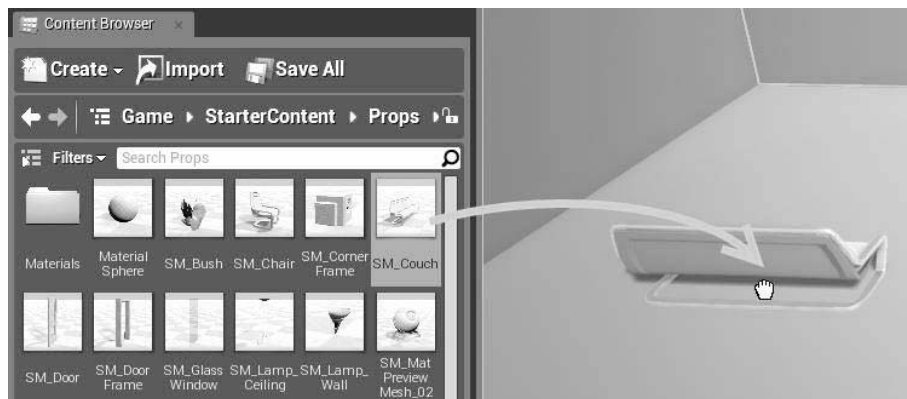 Content Browser
Create Import Save All
Game StarterContent Props
Filters Search Props
Materials
Material
Sphere
SM_Bush
SM_Chair
SM_Corner
Frame
SM_Couch
SM_Door
SM_Door
Frame
SM_Glass
Window
SM_Lamp_
Ceiling
SM_Lamp_
Wall
SM_Mat
Preview
Mesh_02